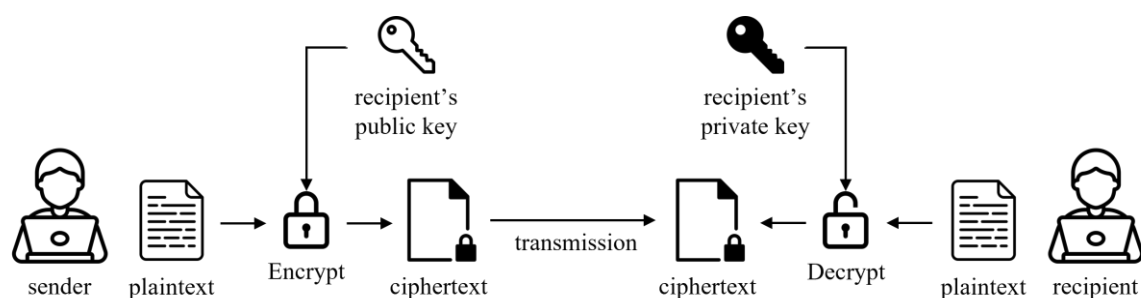 recipient's
public key
recipient's
private key
sender
plaintext
Encrypt
ciphertext
transmission
ciphertext
Decrypt
plaintext
recipient